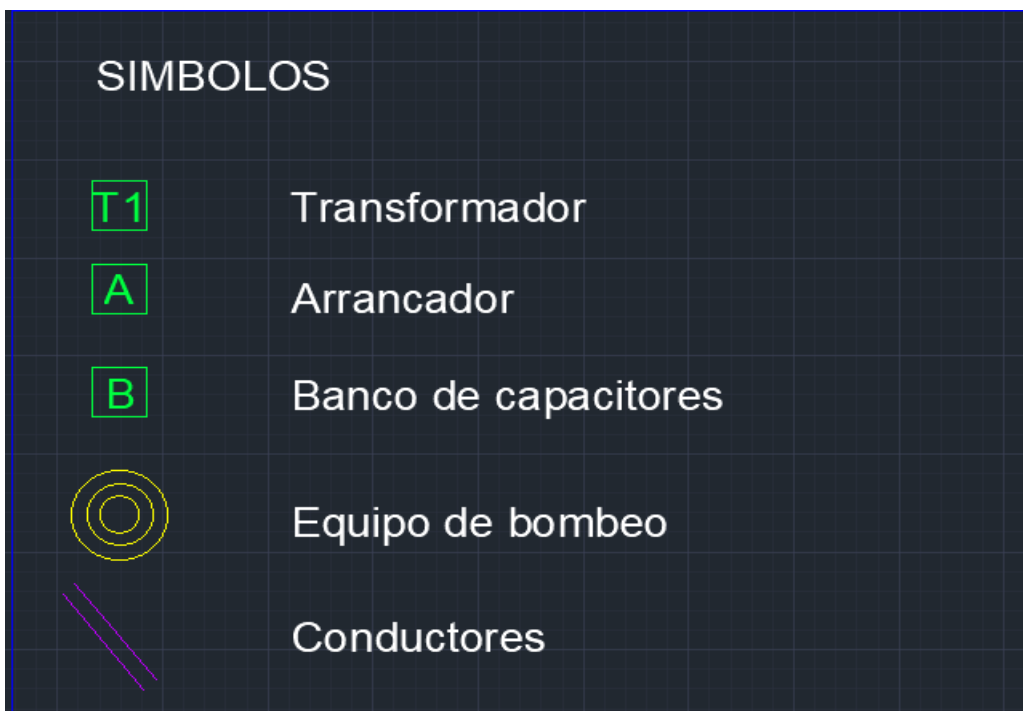 SIMBOLOS
T1 Transformador
A Arrancador
B Banco de capacitores
Equipo de bombeo
Conductores